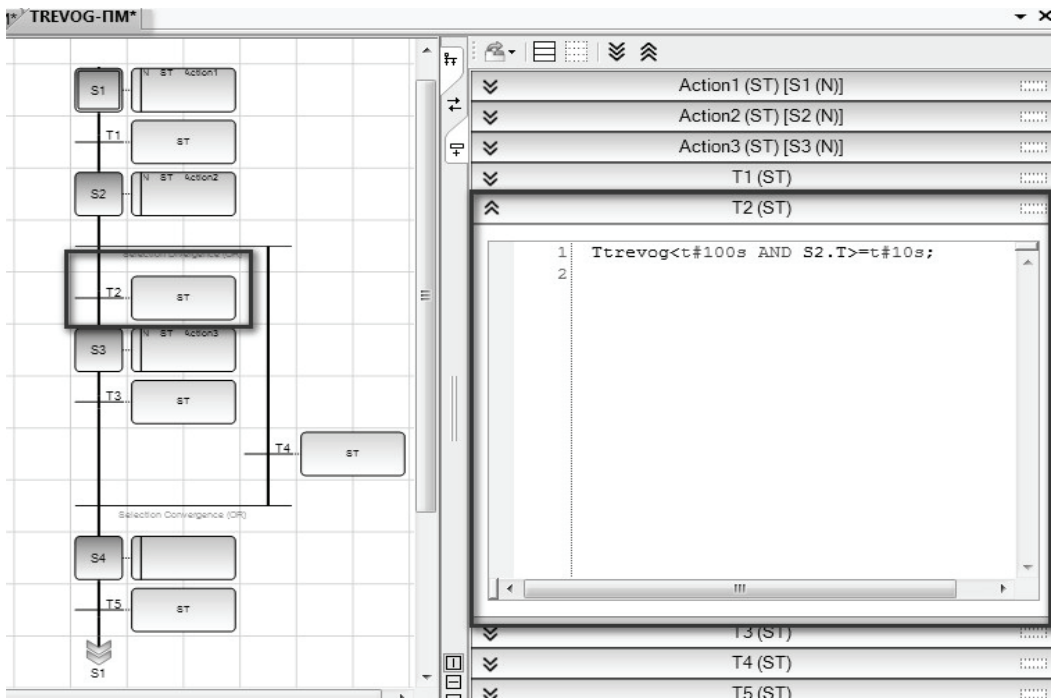 TREVOG-ПМ*
S1
N ST Action1
T1
ST
S2
N ST Action2
Selection Divergence (OR)
T2
ST
S3
N ST Action3
T3
ST
T4
ST
Selection Convergence (OR)
S4
T5
ST
S1
Action1 (ST) [S1 (N)]
Action2 (ST) [S2 (N)]
Action3 (ST) [S3 (N)]
T1 (ST)
T2 (ST)
1 Ttrevog<t#100s AND S2.T>=t#10s;
2
T3 (ST)
T4 (ST)
T5 (ST)